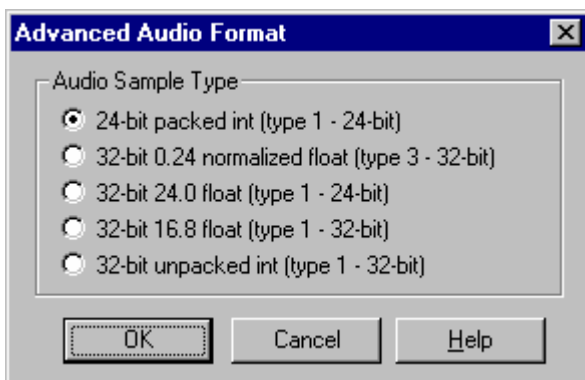 Advanced Audio Format
Audio Sample Type
24-bit packed int (type 1 - 24-bit)
32-bit 0.24 normalized float (type 3 - 32-bit)
32-bit 24.0 float (type 1 - 24-bit)
32-bit 16.8 float (type 1 - 32-bit)
32-bit unpacked int (type 1 - 32-bit)
OK Cancel Help